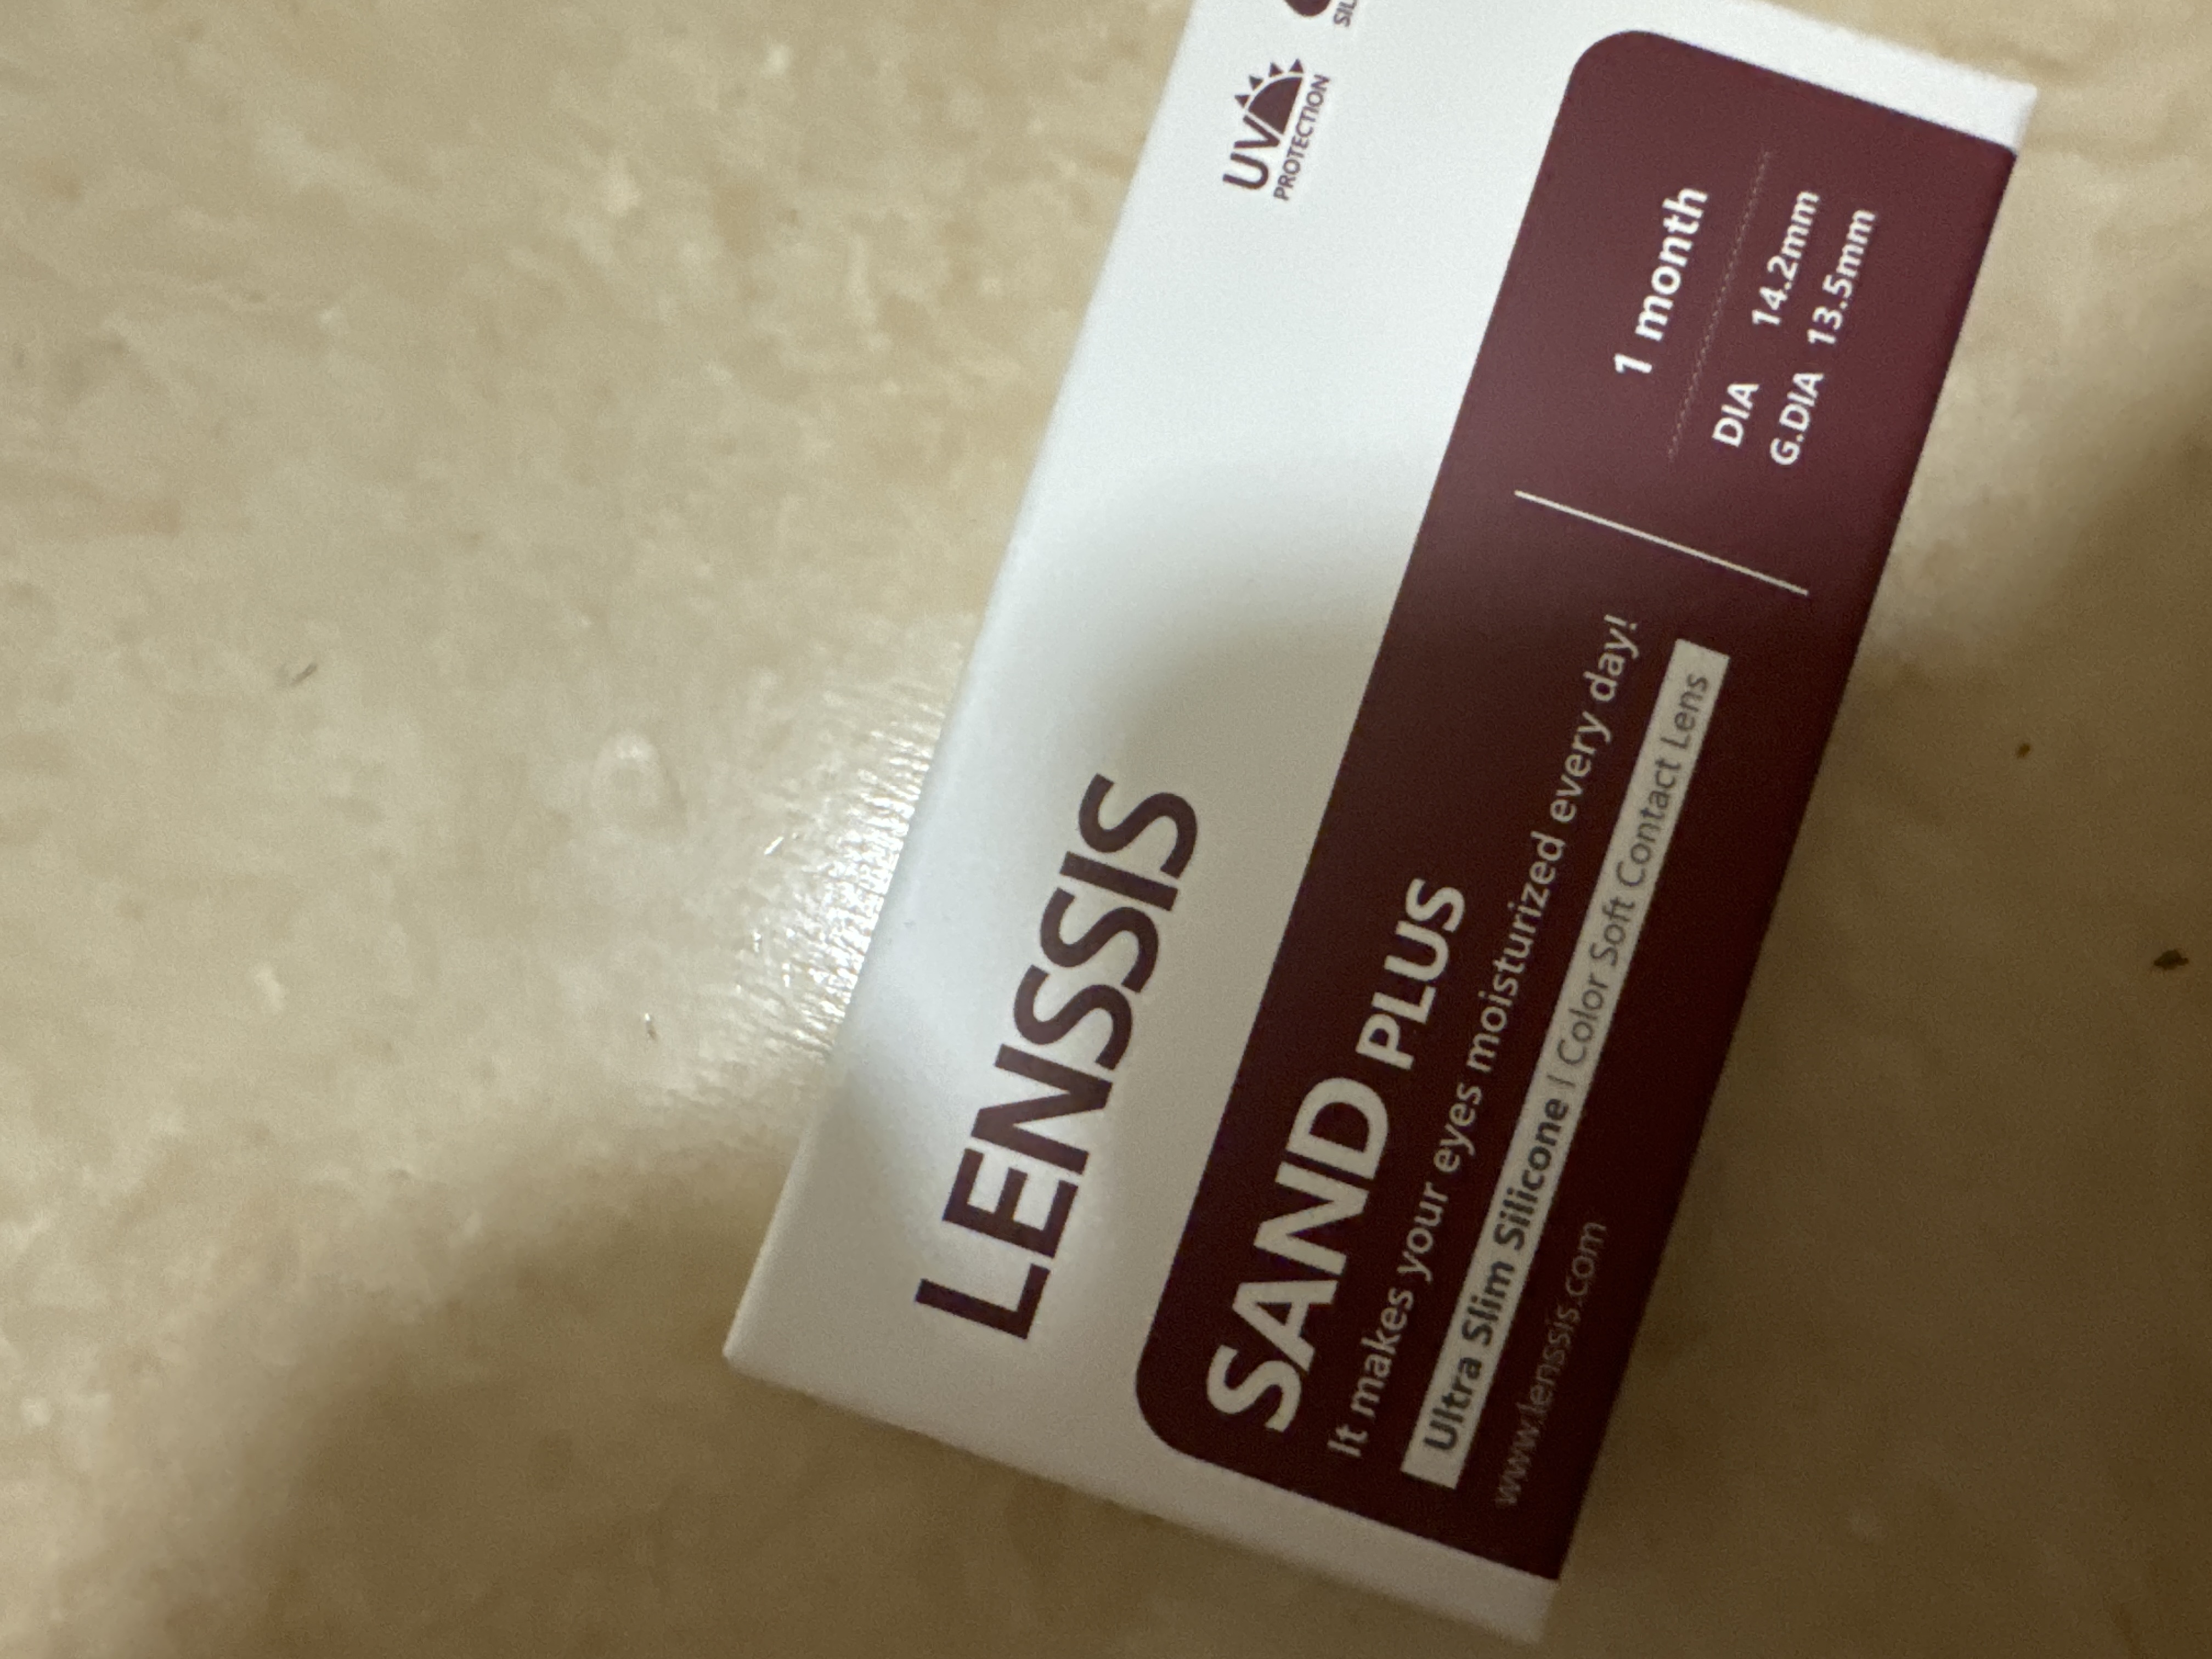 UV
PROTECTION
LENSSIS
SAND PLUS
It makes your eyes moisturized every day!
Ultra Slim Silicone | Color Soft Contact Lens
www.lenssis.com
1 month
DIA 14.2mm
G.DIA 13.5mm